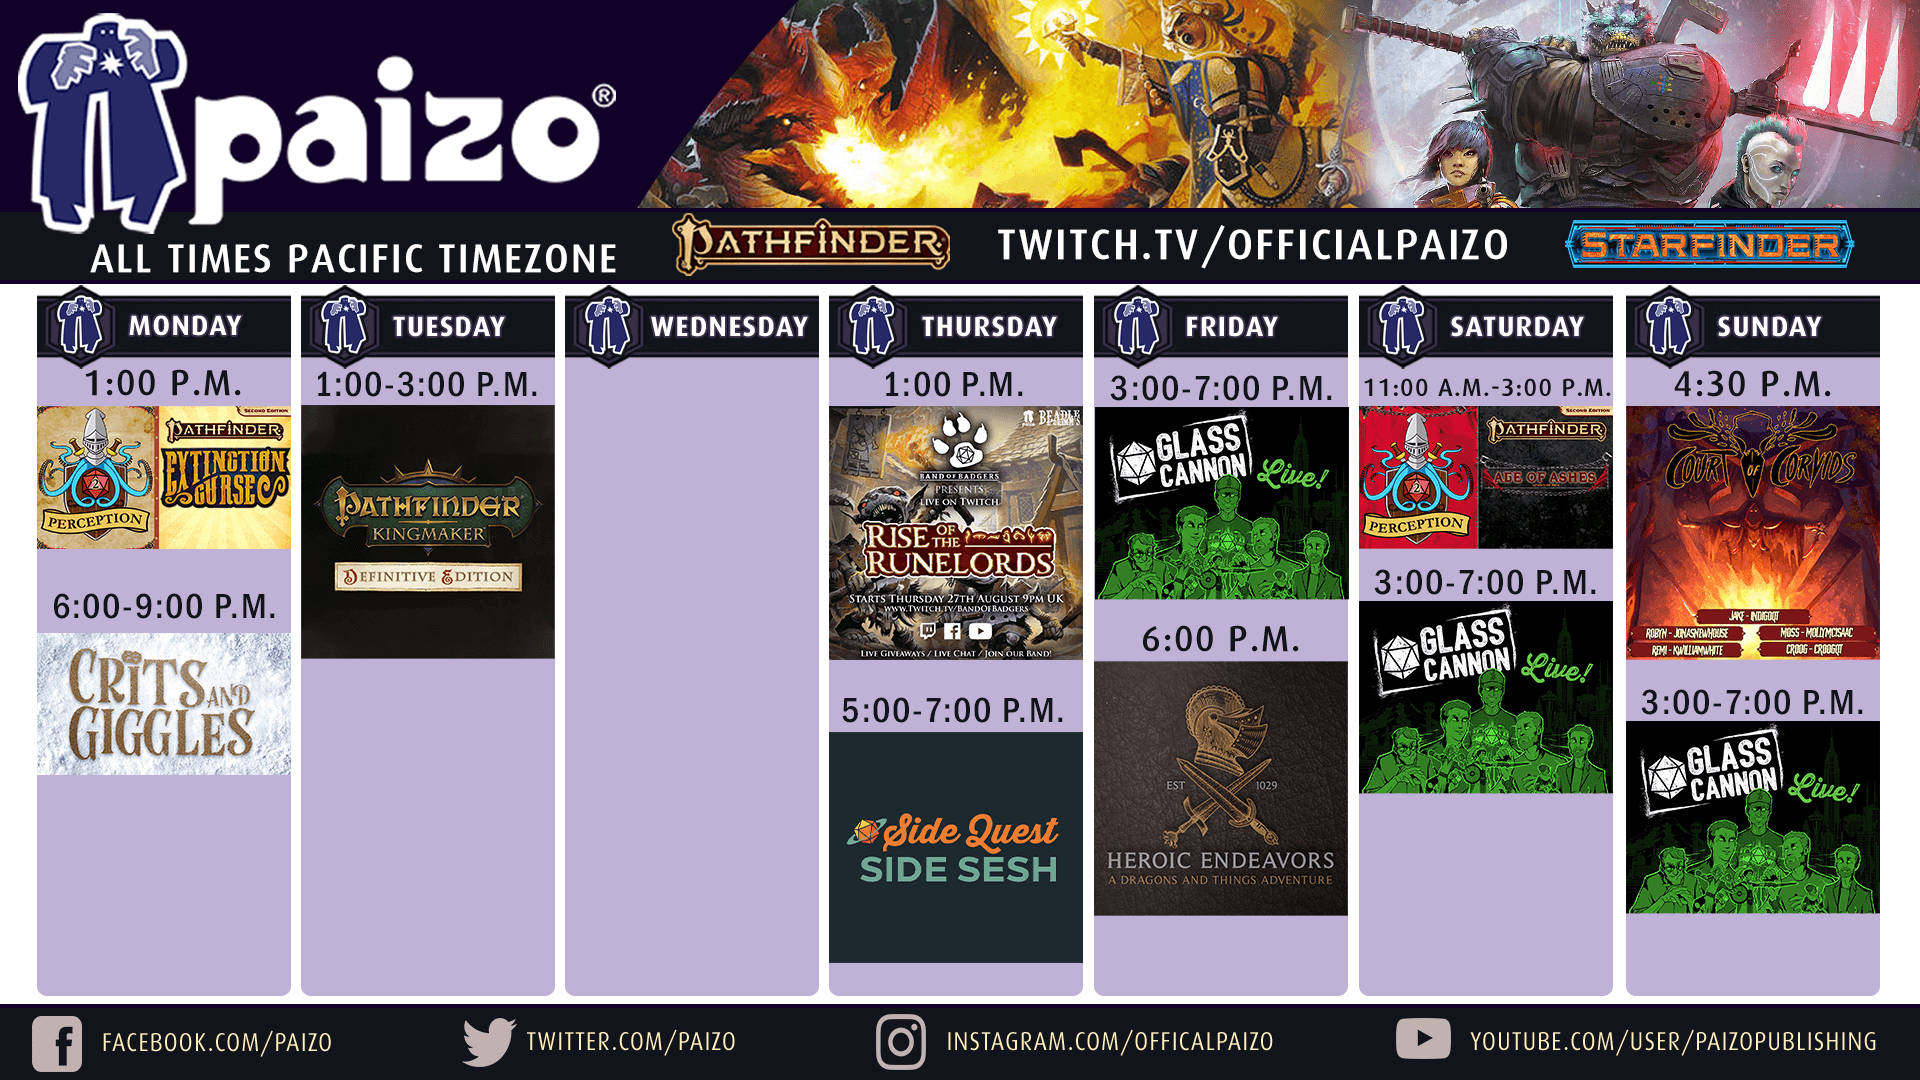 paizo®
ALL TIMES PACIFIC TIMEZONE
PATHFINDER
TWITCH.TV/OFFICIALPAIZO
STARFINDER
MONDAY
1:00 P.M.
PERCEPTION
2
SECOND EDITION
PATHFINDER
EXTINCTION
CURSE
6:00-9:00 P.M.
CRITS AND
GIGGLES
TUESDAY
1:00-3:00 P.M.
PATHFINDER
KINGMAKER
DEFINITIVE EDITION
WEDNESDAY
THURSDAY
1:00 P.M.
BEADLE
BAND OF BADGERS
PRESENTS:
LIVE ON TWITCH
RISE OF THE
RUNELORDS
STARTS THURSDAY 27TH AUGUST 9PM UK
WWW.TWITCH.TV/BANDOFBADGERS
LIVE GIVEAWAYS / LIVE CHAT / JOIN OUR BAND!
5:00-7:00 P.M.
Side Quest
SIDE SESH
FRIDAY
3:00-7:00 P.M.
GLASS
CANNON
Live!
6:00 P.M.
EST 1029
HEROIC ENDEAVORS
A DRAGONS AND THINGS ADVENTURE
SATURDAY
11:00 A.M.-3:00 P.M.
PERCEPTION
2
SECOND EDITION
PATHFINDER
AGE OF ASHES
3:00-7:00 P.M.
GLASS
CANNON
Live!
SUNDAY
4:30 P.M.
COURT OF CORVIDS
JAKE - INDIGOQT
ROBYN - JONASNEWHOUSE
MOSS - MOLLYMCISAAC
REMI - KWILLIAMWHITE
CROOG - CROOGQT
3:00-7:00 P.M.
GLASS
CANNON
Live!
FACEBOOK.COM/PAIZO
TWITTER.COM/PAIZO
INSTAGRAM.COM/OFFICALPAIZO
YOUTUBE.COM/USER/PAIZOPUBLISHING